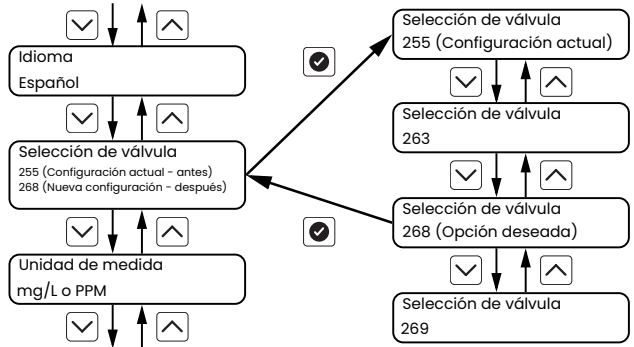 Idioma
Español
Selección de válvula
255 (Configuración actual - antes)
268 (Nueva configuración - después)
Unidad de medida
mg/L o PPM
Selección de válvula
255 (Configuración actual)
Selección de válvula
263
Selección de válvula
268 (Opción deseada)
Selección de válvula
269